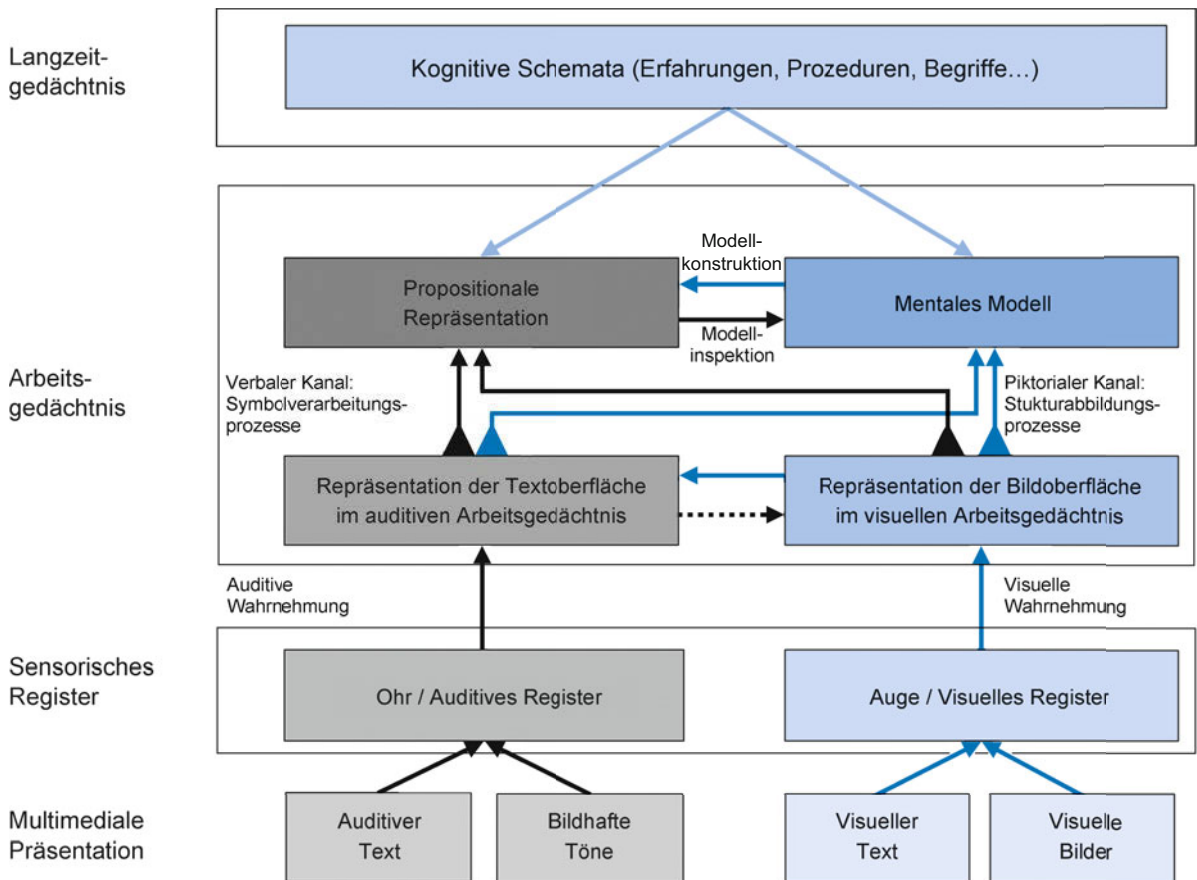 Langzeit-
gedächtnis
Kognitive Schemata (Erfahrungen, Prozeduren, Begriffe…)
Arbeits-
gedächtnis
Propositionale
Repräsentation
Modell-
konstruktion
Modell-
inspektion
Mentales Modell
Verbaler Kanal:
Symbolverarbeitungs-
prozesse
Piktorialer Kanal:
Stukturabbildungs-
prozesse
Repräsentation der Textoberfläche
im auditiven Arbeitsgedächtnis
Repräsentation der Bildoberfläche
im visuellen Arbeitsgedächtnis
Auditive
Wahrnehmung
Visuelle
Wahrnehmung
Sensorisches
Register
Ohr / Auditives Register
Auge / Visuelles Register
Multimediale
Präsentation
Auditiver
Text
Bildhafte
Töne
Visueller
Text
Visuelle
Bilder